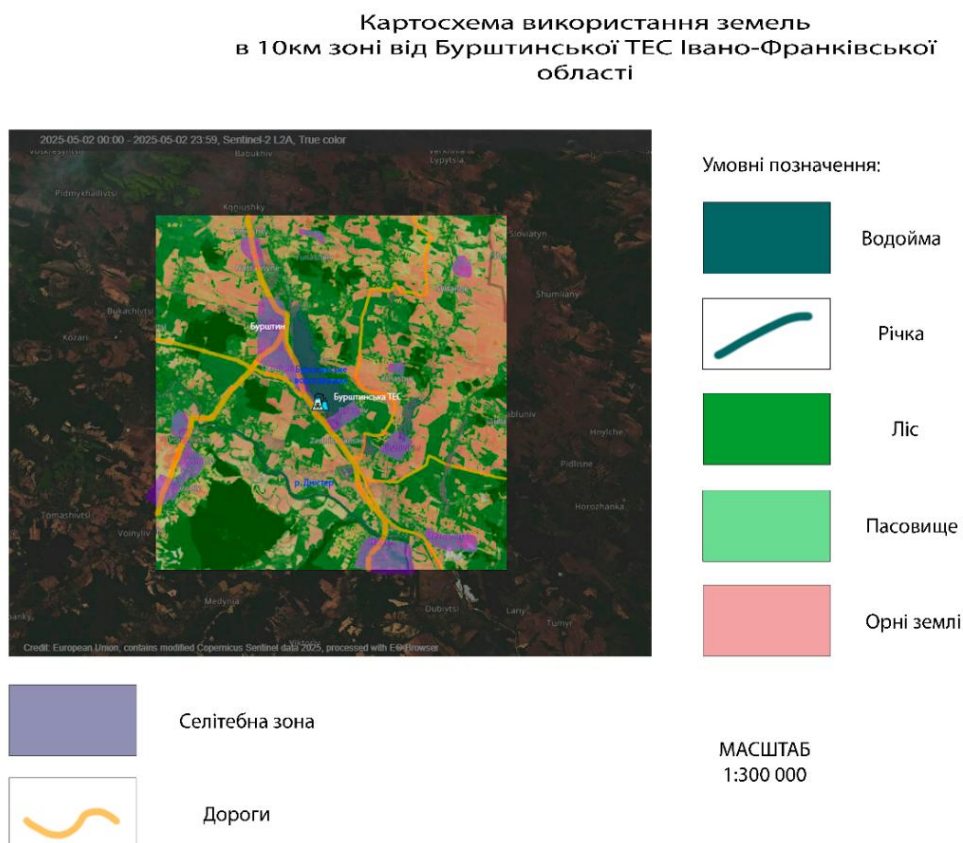 Картосхема використання земель
в 10км зоні від Бурштинської ТЕС Івано-Франківської
області
2025-05-02 00:00 - 2025-05-02 23:59, Sentinel-2 L2A, True color
Babukhiv
Lypytsia
Pidmykhailivtsi
Koniushky
Sloviatyn
Bukachivtsi
Shumliany
Kozari
Бурштин
Бурштинська ТЕС
Hnylche
Pidlisne
р. Дністер
Horozhanka
Tomashivtsi
Voinyliv
Medynia
Dubivtsi
Lany
Tumyr
Viktoriv
Credit: European Union, contains modified Copernicus Sentinel data 2025, processed with EO Browser
Умовні позначення:
Водойма
Річка
Ліс
Пасовище
Орні землі
Селітебна зона
Дороги
МАСШТАБ
1:300 000